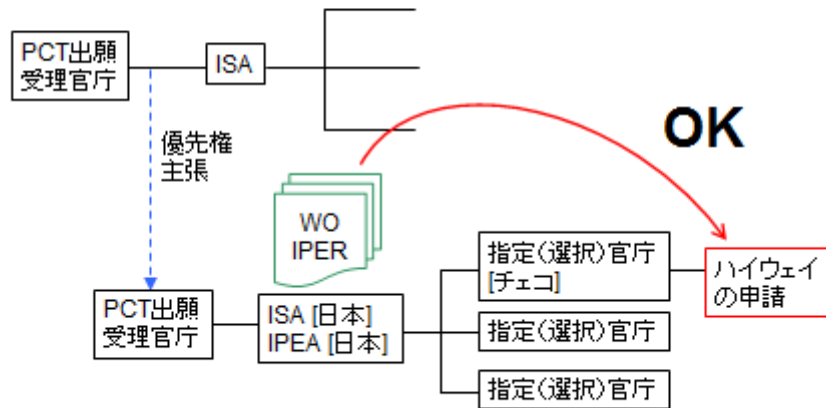 PCT出願
受理官庁
ISA
OK
優先権
主張
WO
IPER
指定(選択)官庁
[チェコ]
ハイウェイ
の申請
PCT出願
受理官庁
ISA [日本]
IPEA [日本]
指定(選択)官庁
指定(選択)官庁